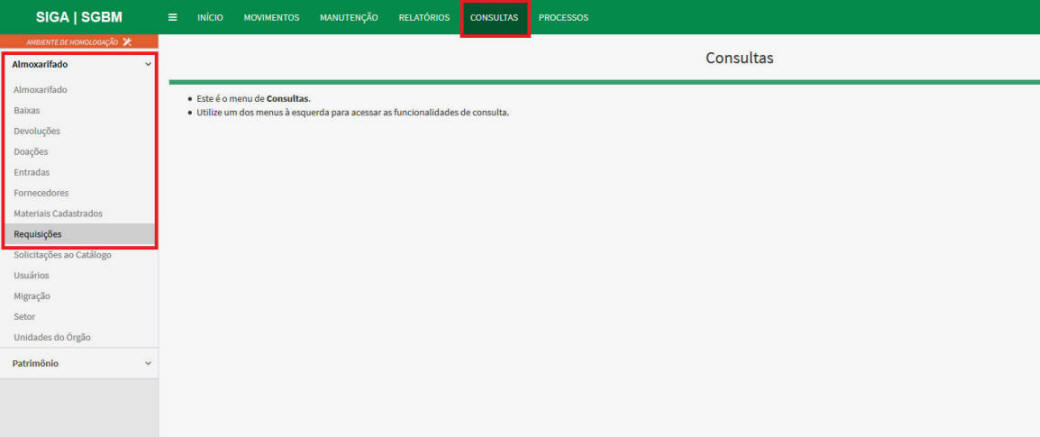 SIGA | SGBM
INÍCIO MOVIMENTOS MANUTENÇÃO RELATÓRIOS CONSULTAS PROCESSOS
AMBIENTE DE HOMOLOGAÇÃO
Almoxarifado
Almoxarifado
Baixas
Devoluções
Doações
Entradas
Fornecedores
Materiais Cadastrados
Requisições
Solicitações ao Catálogo
Usuários
Migração
Setor
Unidades do Órgão
Patrimônio
Consultas
Este é o menu de Consultas.
Utilize um dos menus à esquerda para acessar as funcionalidades de consulta.